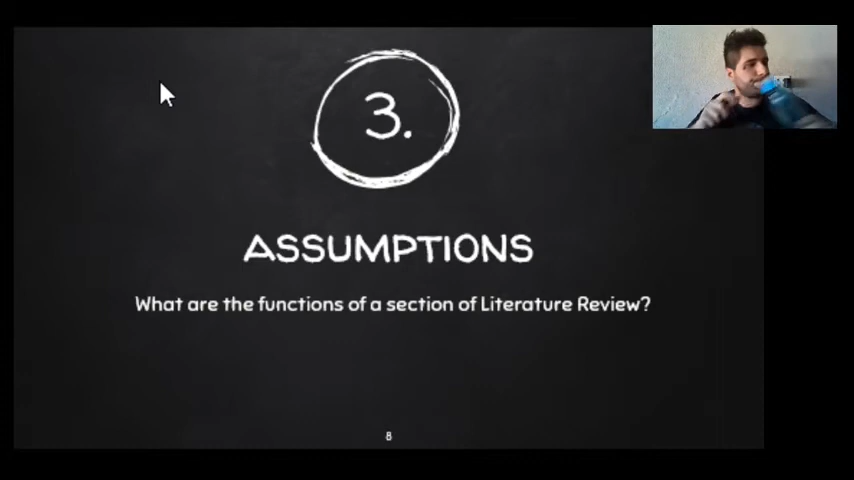 3.
ASSUMPTIONS
What are the functions of a section of Literature Review?
8